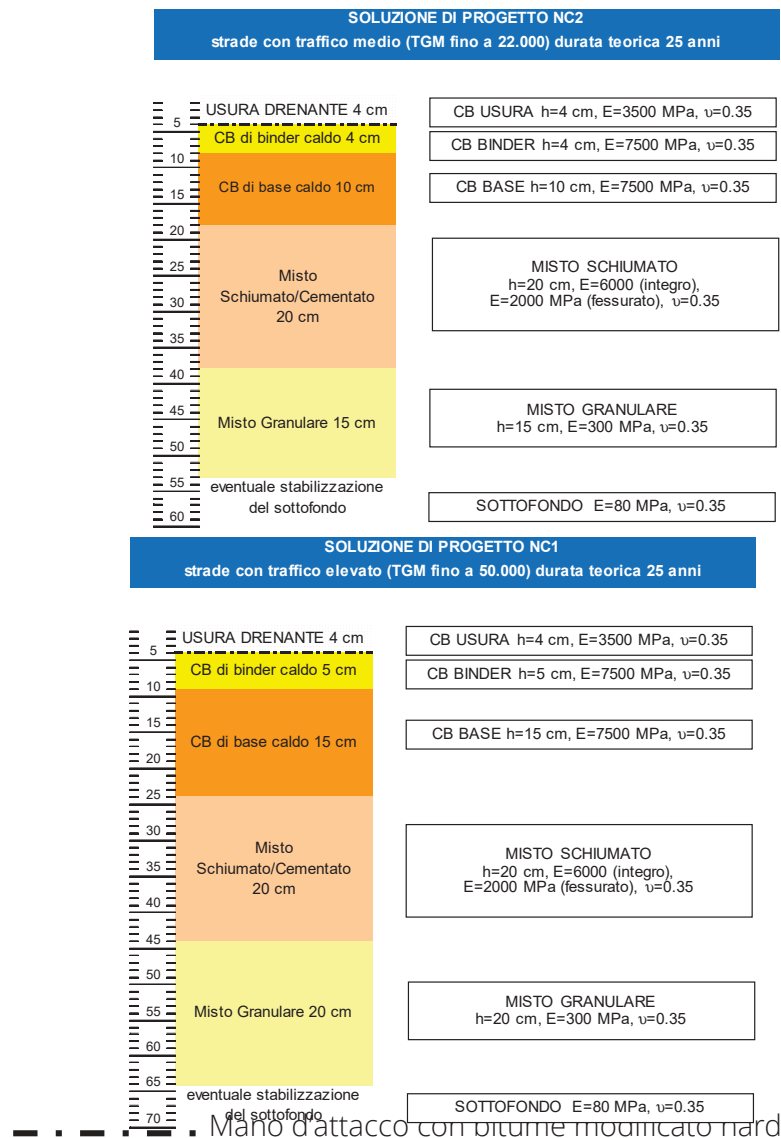 SOLUZIONE DI PROGETTO NC2
strade con traffico medio (TGM fino a 22.000) durata teorica 25 anni
USURA DRENANTE 4 cm
CB USURA h=4 cm, E=3500 MPa, υ=0.35
5
CB di binder caldo 4 cm
CB BINDER h=4 cm, E=7500 MPa, υ=0.35
10
CB di base caldo 10 cm
CB BASE h=10 cm, E=7500 MPa, υ=0.35
15
20
25
Misto
Schiumato/Cementato
20 cm
MISTO SCHIUMATO
h=20 cm, E=6000 (integro),
E=2000 MPa (fessurato), υ=0.35
30
35
40
45
Misto Granulare 15 cm
MISTO GRANULARE
h=15 cm, E=300 MPa, υ=0.35
50
55
eventuale stabilizzazione
del sottofondo
SOTTOFONDO E=80 MPa, υ=0.35
60
SOLUZIONE DI PROGETTO NC1
strade con traffico elevato (TGM fino a 50.000) durata teorica 25 anni
USURA DRENANTE 4 cm
CB USURA h=4 cm, E=3500 MPa, υ=0.35
5
CB di binder caldo 5 cm
CB BINDER h=5 cm, E=7500 MPa, υ=0.35
10
15
CB di base caldo 15 cm
CB BASE h=15 cm, E=7500 MPa, υ=0.35
20
25
30
Misto
Schiumato/Cementato
20 cm
MISTO SCHIUMATO
h=20 cm, E=6000 (integro),
E=2000 MPa (fessurato), υ=0.35
35
40
45
50
Misto Granulare 20 cm
MISTO GRANULARE
h=20 cm, E=300 MPa, υ=0.35
55
60
65
eventuale stabilizzazione
del sottofondo
SOTTOFONDO E=80 MPa, υ=0.35
70
Mano d'attacco con bitume modificato hard